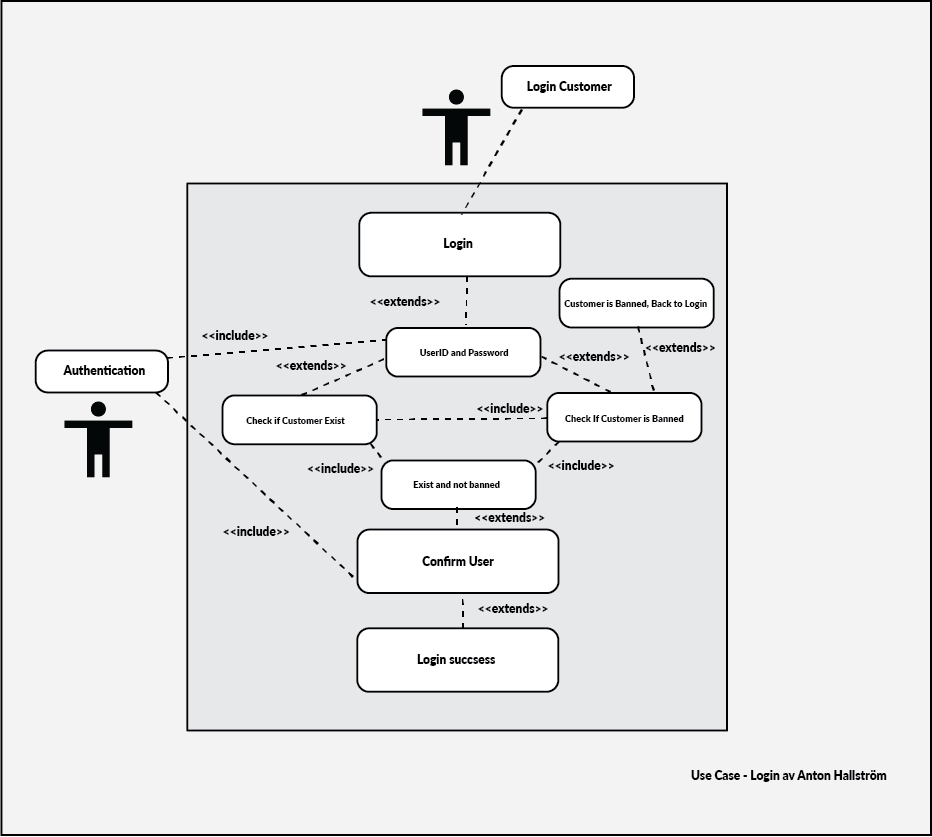 Login Customer
Login
<<extends>>
Customer is Banned, Back to Login
<<include>>
UserID and Password
<<extends>>
<<extends>>
<<extends>>
Authentication
<<include>>
Check if Customer Exist
Check If Customer is Banned
<<include>>
<<include>>
Exist and not banned
<<extends>>
<<include>>
Confirm User
<<extends>>
Login succsess
Use Case - Login av Anton Hallström